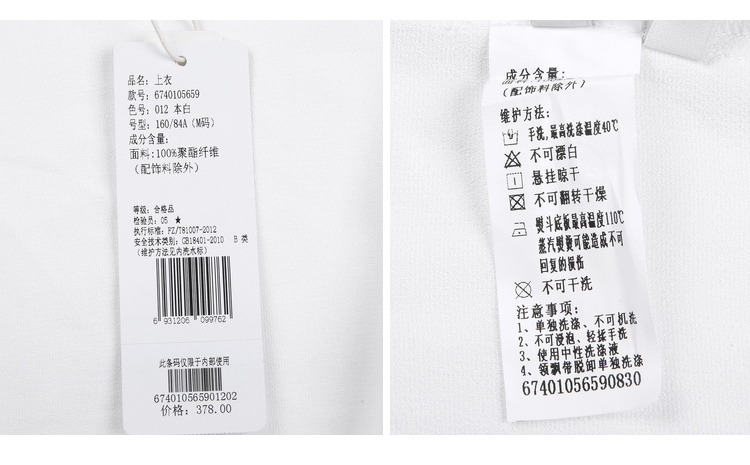 品名: 上衣
款号: 6740105659
色号: 012 本白
号型: 160/84A (M码)
成分含量:
面料:100%聚酯纤维
(配饰料除外)
等级: 合格品
检验员: 05 ★
执行标准: FZ/T81007-2012
安全技术类别: GB18401-2010 B 类
(维护方法见内洗水标)
6 931206 099762
此条码仅限于内部使用
674010565901202
价格: 378.00
成分含量:
(配饰料除外)
维护方法:
手洗,最高洗涤温度40℃
不可漂白
悬挂晾干
不可翻转干燥
熨斗底板最高温度110℃
蒸汽熨烫可能造成不可
回复的损伤
不可干洗
注意事项:
1、单独洗涤、不可机洗
2、不可浸泡、轻揉手洗
3、使用中性洗涤液
4、领飘带脱卸单独洗涤
67401056590830